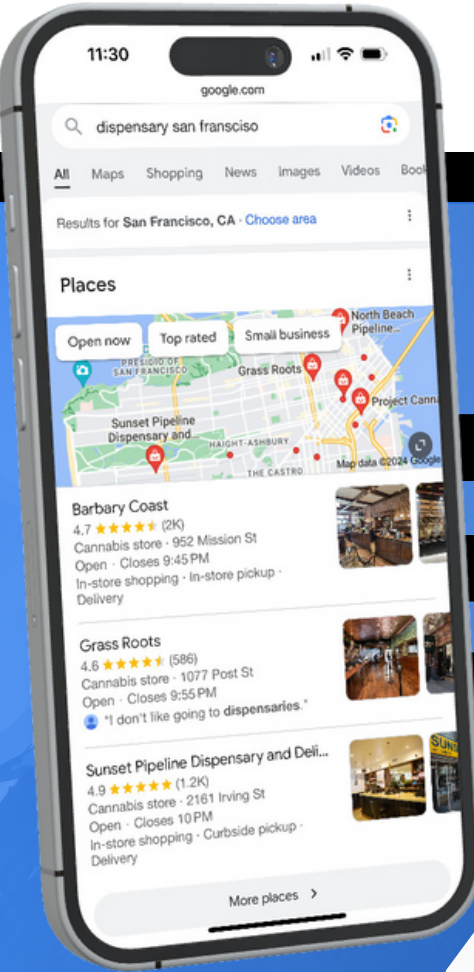 11:30
google.com
dispensary san fransciso
All Maps Shopping News Images Videos Book
Results for San Francisco, CA · Choose area
Places
Open now Top rated Small business
North Beach
Pipeline...
PRESIDIO OF
SAN FRANCISCO
Grass Roots
Project Canna
Sunset Pipeline
Dispensary and...
HAIGHT-ASHBURY
THE CASTRO
Map data ©2024 Google
Barbary Coast
4.7 ★★★★★ (2K)
Cannabis store · 952 Mission St
Open · Closes 9:45 PM
In-store shopping · In-store pickup ·
Delivery
Grass Roots
4.6 ★★★★★ (586)
Cannabis store · 1077 Post St
Open · Closes 9:55 PM
"I don't like going to dispensaries."
Sunset Pipeline Dispensary and Deli...
4.9 ★★★★★ (1.2K)
Cannabis store · 2161 Irving St
Open · Closes 10 PM
In-store shopping · Curbside pickup ·
Delivery
SUNS
More places >